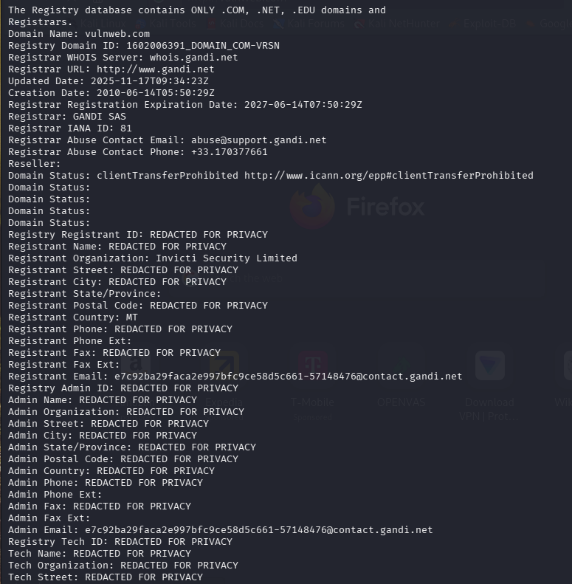 The Registry database contains ONLY .COM, .NET, .EDU domains and
Registrars.
Domain Name: vulnweb.com
Registry Domain ID: 1602006391_DOMAIN_COM-VRSN
Registrar WHOIS Server: whois.gandi.net
Registrar URL: http://www.gandi.net
Updated Date: 2025-11-17T09:34:23Z
Creation Date: 2010-06-14T05:50:29Z
Registrar Registration Expiration Date: 2027-06-14T07:50:29Z
Registrar: GANDI SAS
Registrar IANA ID: 81
Registrar Abuse Contact Email: abuse@support.gandi.net
Registrar Abuse Contact Phone: +33.170377661
Reseller:
Domain Status: clientTransferProhibited http://www.icann.org/epp#clientTransferProhibited
Domain Status:
Domain Status:
Domain Status:
Domain Status:
Firefox
Registry Registrant ID: REDACTED FOR PRIVACY
Registrant Name: REDACTED FOR PRIVACY
Registrant Organization: Invicti Security Limited
Registrant Street: REDACTED FOR PRIVACY
Registrant City: REDACTED FOR PRIVACY
Registrant State/Province:
Registrant Postal Code: REDACTED FOR PRIVACY
Registrant Country: MT
Registrant Phone: REDACTED FOR PRIVACY
Registrant Phone Ext:
Registrant Fax: REDACTED FOR PRIVACY
Registrant Fax Ext:
Registrant Email: e7c92ba29faca2e997bfc9ce58d5c661-57148476@contact.gandi.net
Registry Admin ID: REDACTED FOR PRIVACY
Admin Name: REDACTED FOR PRIVACY
Admin Organization: REDACTED FOR PRIVACY
Admin Street: REDACTED FOR PRIVACY
Admin City: REDACTED FOR PRIVACY
Admin State/Province: REDACTED FOR PRIVACY
Admin Postal Code: REDACTED FOR PRIVACY
Admin Country: REDACTED FOR PRIVACY
Admin Phone: REDACTED FOR PRIVACY
Admin Phone Ext:
Admin Fax: REDACTED FOR PRIVACY
Admin Fax Ext:
Admin Email: e7c92ba29faca2e997bfc9ce58d5c661-57148476@contact.gandi.net
Registry Tech ID: REDACTED FOR PRIVACY
Tech Name: REDACTED FOR PRIVACY
Tech Organization: REDACTED FOR PRIVACY
Tech Street: REDACTED FOR PRIVACY